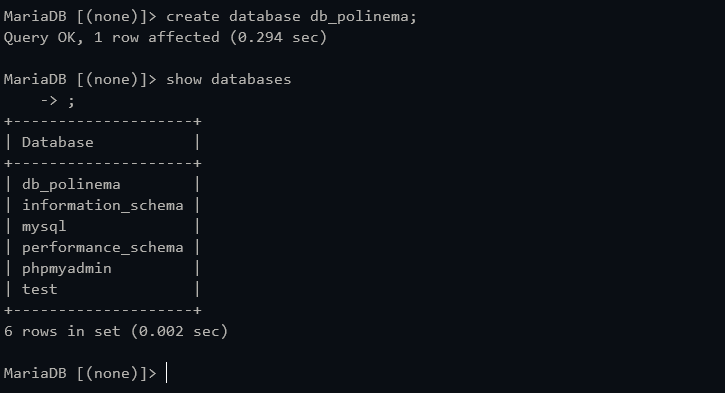 MariaDB [(none)]> create database db_polinema;
Query OK, 1 row affected (0.294 sec)
MariaDB [(none)]> show databases
    -> ;
+--------------------+
| Database           |
+--------------------+
| db_polinema        |
| information_schema |
| mysql              |
| performance_schema |
| phpmyadmin         |
| test               |
+--------------------+
6 rows in set (0.002 sec)
MariaDB [(none)]>